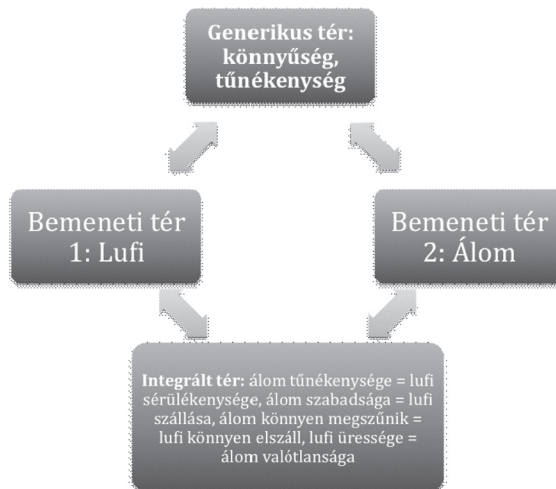 Generikus tér:
könnyűség,
tűnékenység
Bemeneti tér
1: Lufi
Bemeneti tér
2: Álom
Integrált tér: álom tűnékenysége = lufi
sérülékenysége, álom szabadsága = lufi
szállása, álom könnyen megszűnik =
lufi könnyen elszáll, lufi üressége =
álom valótlansága